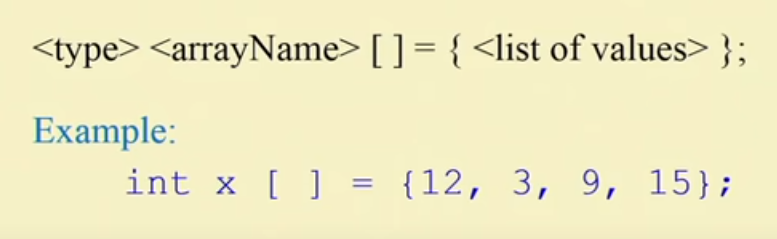 <type> <arrayName> [ ] = { <list of values> };
Example:
int x [ ] = {12, 3, 9, 15};